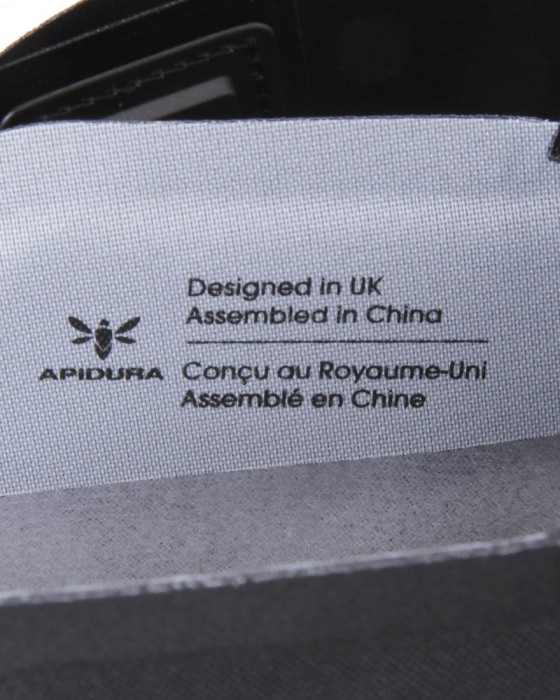 APIDURA
Designed in UK
Assembled in China
Conçu au Royaume-Uni
Assemblé en Chine